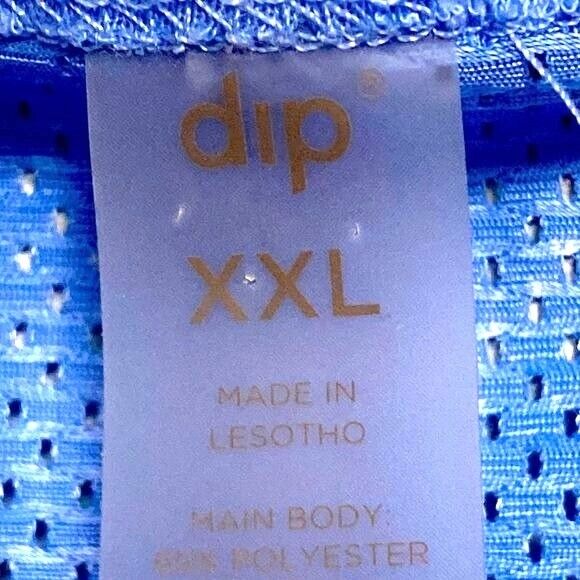 dip®
XXL
MADE IN
LESOTHO
MAIN BODY:
POLYESTER